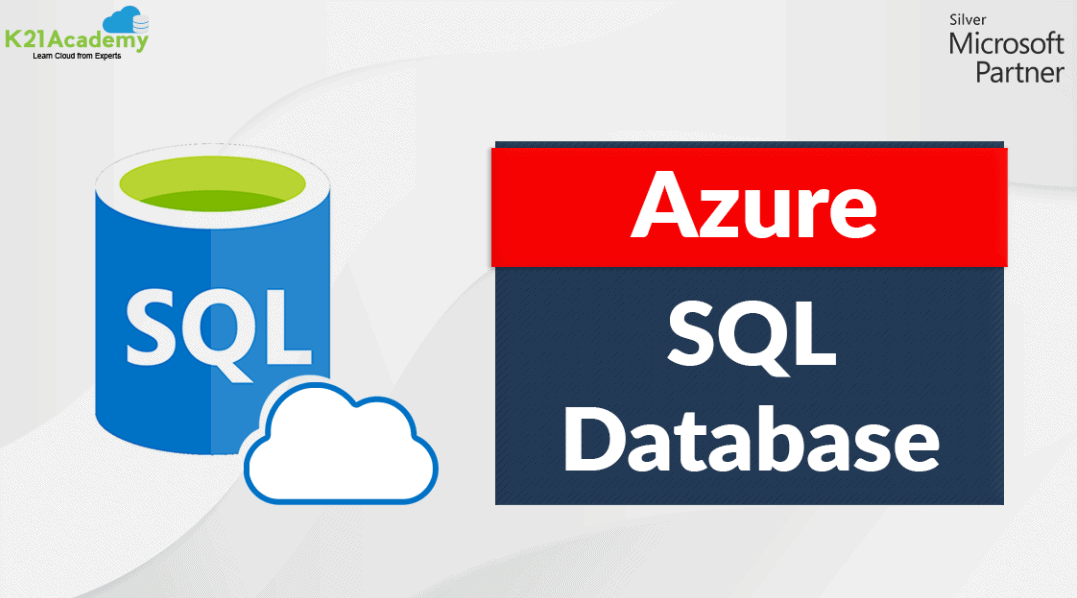 K21Academy
Learn Cloud from Experts
Silver
Microsoft
Partner
SQL
Azure
SQL
Database